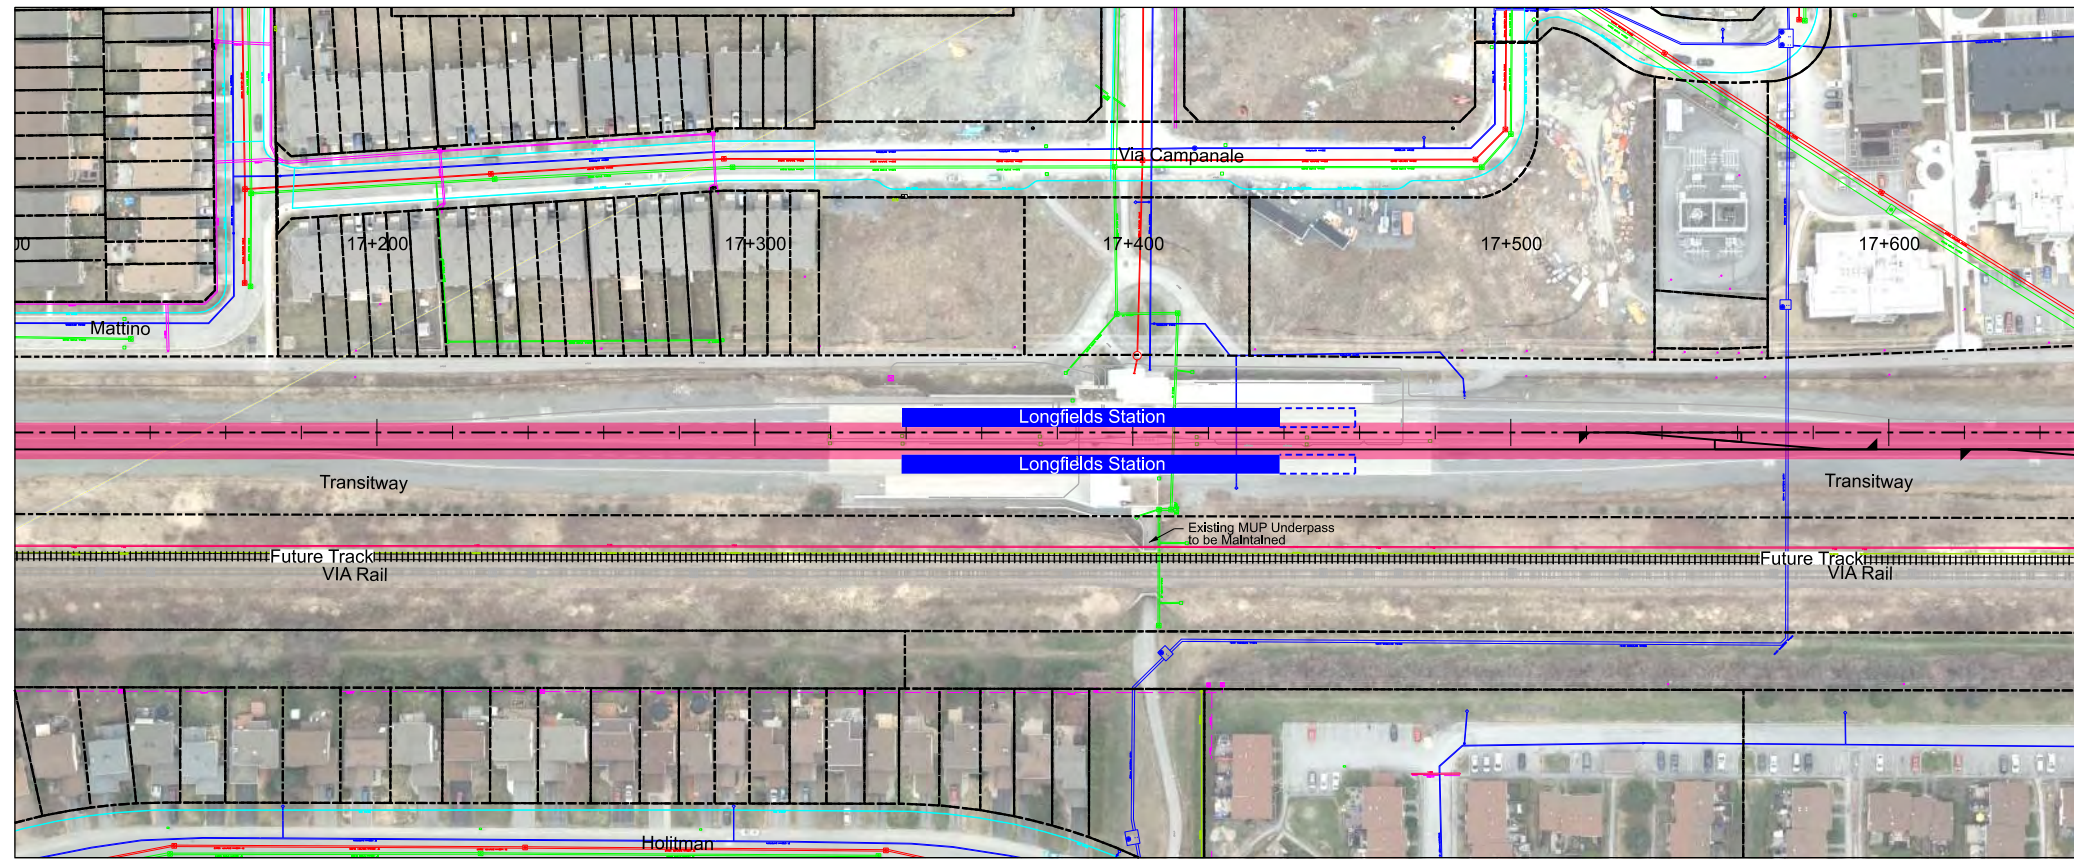 Via Campanale
00
17+200
17+300
17+400
17+500
17+600
Mattino
Longfields Station
Longfields Station
Transitway
Transitway
Existing MUP Underpass
to be Maintained
Future Track
Future Track
VIA Rail
VIA Rail
Holitman